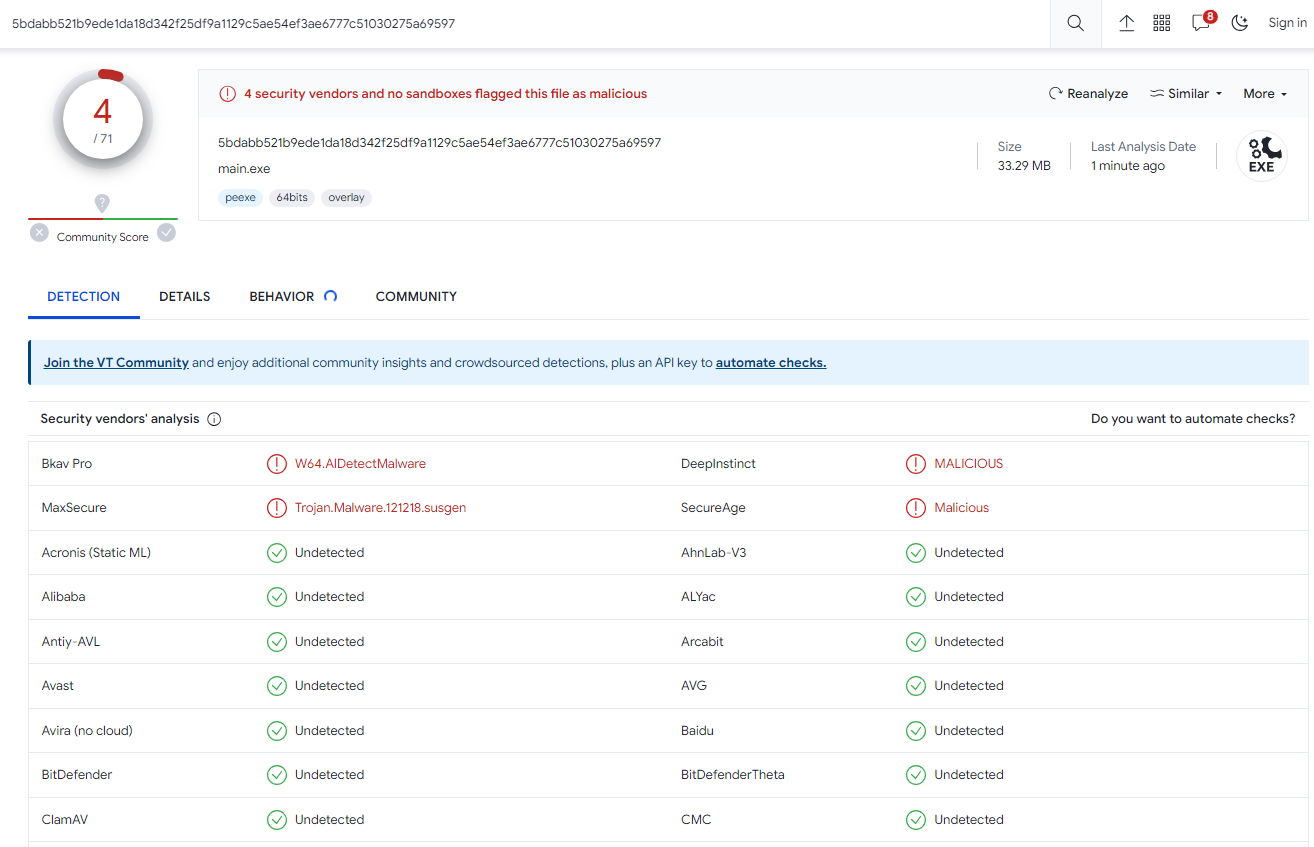 5bdabb521b9ede1da18d342f25df9a1129c5ae54ef3ae6777c51030275a69597
8
Sign in
4
/ 71
Community Score
4 security vendors and no sandboxes flagged this file as malicious
Reanalyze
Similar
More
5bdabb521b9ede1da18d342f25df9a1129c5ae54ef3ae6777c51030275a69597
main.exe
peexe 64bits overlay
Size
33.29 MB
Last Analysis Date
1 minute ago
EXE
DETECTION DETAILS BEHAVIOR COMMUNITY
Join the VT Community and enjoy additional community insights and crowdsourced detections, plus an API key to automate checks.
Security vendors' analysis Do you want to automate checks?
Bkav Pro W64.AIDetectMalware DeepInstinct MALICIOUS
MaxSecure Trojan.Malware.121218.susgen SecureAge Malicious
Acronis (Static ML) Undetected AhnLab-V3 Undetected
Alibaba Undetected ALYac Undetected
Antiy-AVL Undetected Arcabit Undetected
Avast Undetected AVG Undetected
Avira (no cloud) Undetected Baidu Undetected
BitDefender Undetected BitDefenderTheta Undetected
ClamAV Undetected CMC Undetected